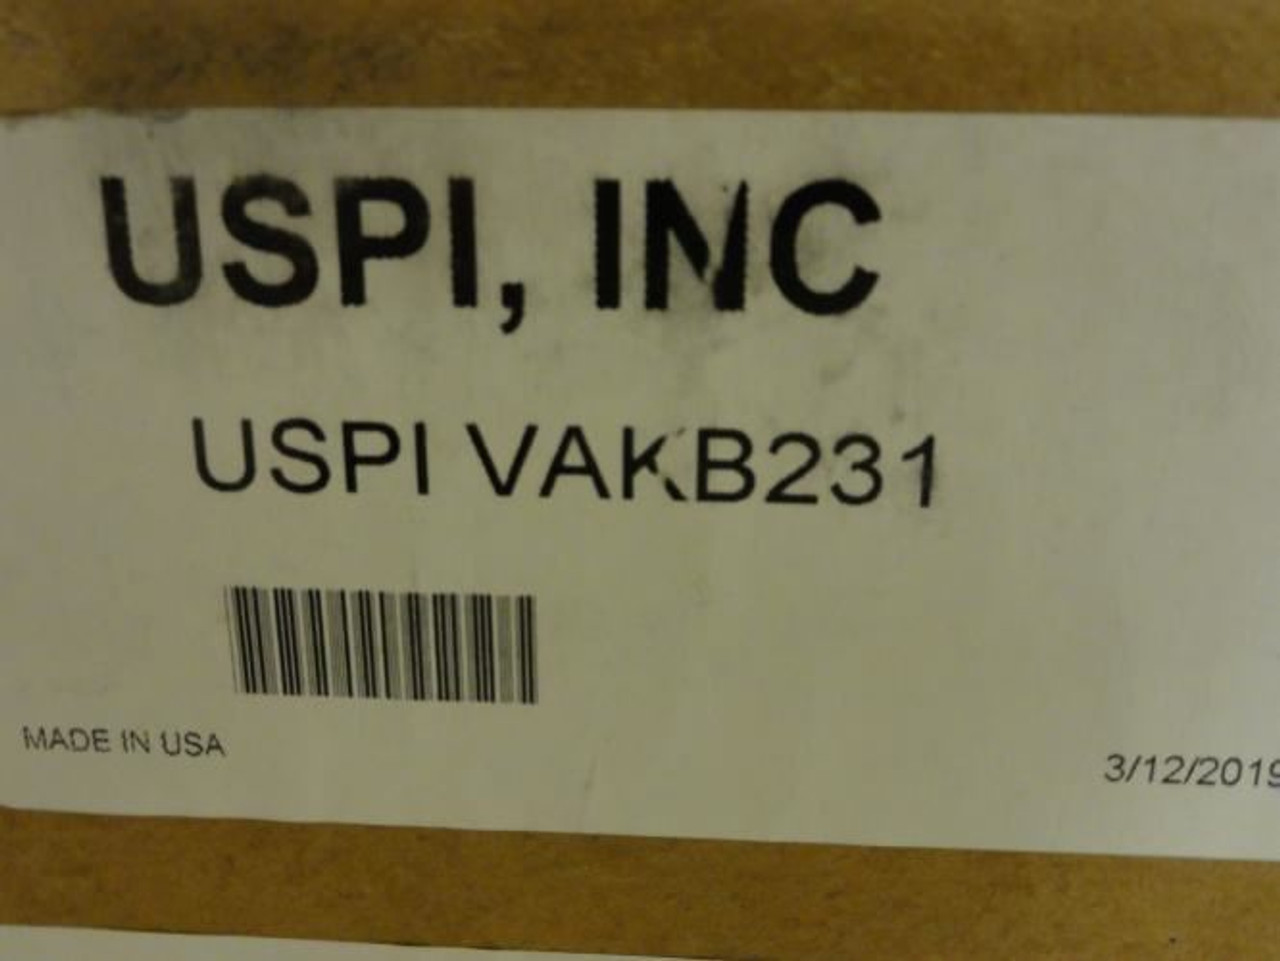 USPI, INC
USPI VAKB231
MADE IN USA
3/12/2019